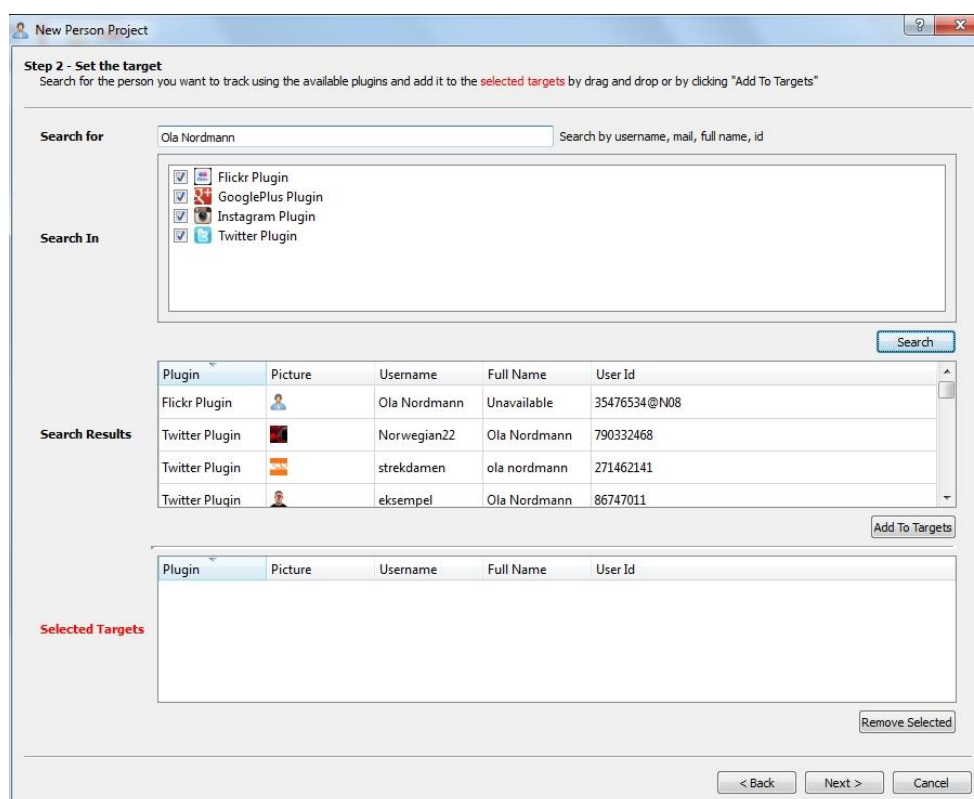 New Person Project
Step 2 - Set the target
Search for the person you want to track using the available plugins and add it to the selected targets by drag and drop or by clicking "Add To Targets"
Search for
Ola Nordmann
Search by username, mail, full name, id
Search In
Flickr Plugin
GooglePlus Plugin
Instagram Plugin
Twitter Plugin
Search
Search Results
Plugin Picture Username Full Name User Id
Flickr Plugin Ola Nordmann Unavailable 35476534@N08
Twitter Plugin Norwegian22 Ola Nordmann 790332468
Twitter Plugin strekdamen ola nordmann 271462141
Twitter Plugin eksempel Ola Nordmann 86747011
Add To Targets
Selected Targets
Plugin Picture Username Full Name User Id
Remove Selected
< Back Next > Cancel